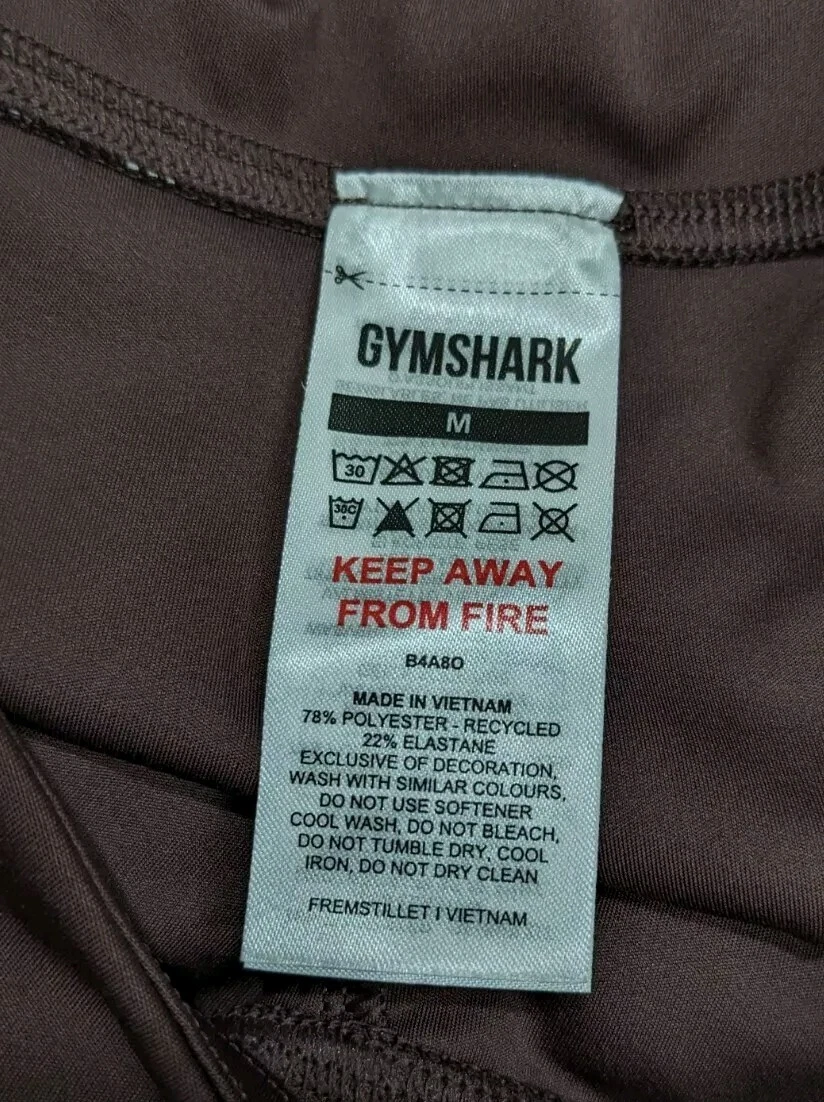 GYMSHARK
M
30
30C
KEEP AWAY
FROM FIRE
B4A8O
MADE IN VIETNAM
78% POLYESTER - RECYCLED
22% ELASTANE
EXCLUSIVE OF DECORATION,
WASH WITH SIMILAR COLOURS,
DO NOT USE SOFTENER
COOL WASH, DO NOT BLEACH,
DO NOT TUMBLE DRY, COOL
IRON, DO NOT DRY CLEAN
FREMSTILLET I VIETNAM